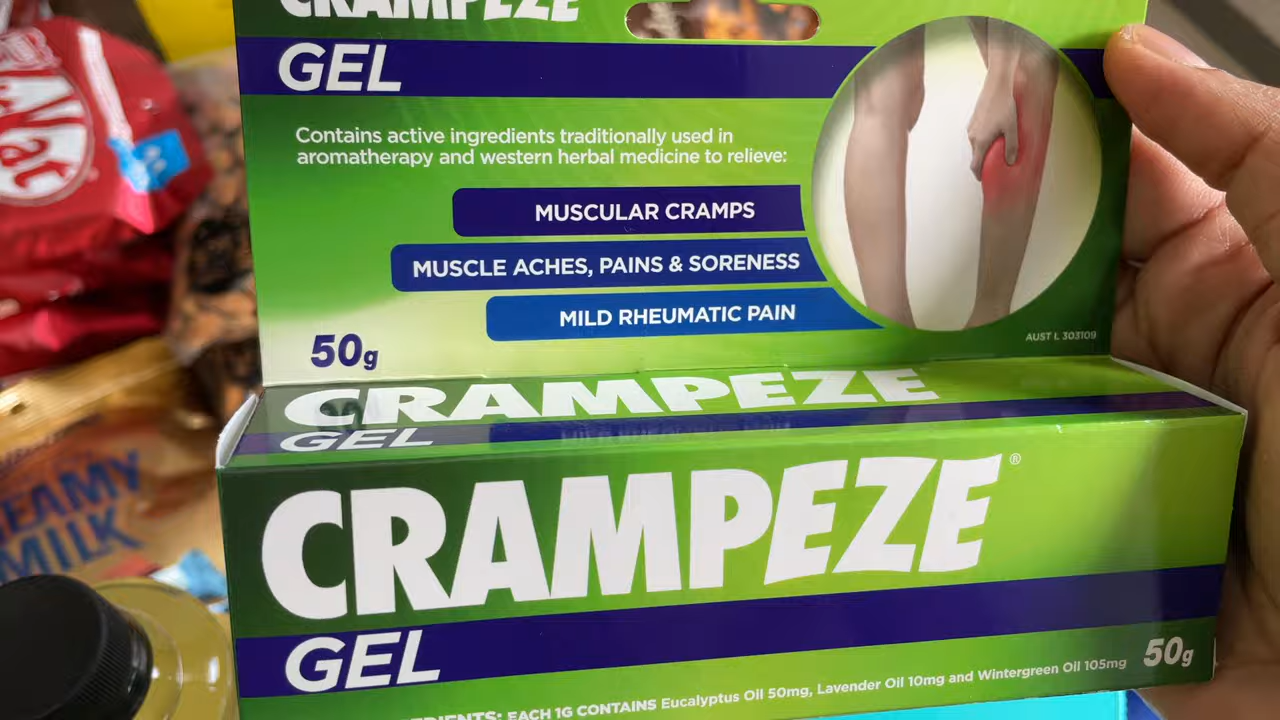 CRAMPEZE
GEL
Contains active ingredients traditionally used in
aromatherapy and western herbal medicine to relieve:
MUSCULAR CRAMPS
MUSCLE ACHES, PAINS & SORENESS
MILD RHEUMATIC PAIN
50g
AUST L 303109
CRAMPEZE
GEL
CRAMPEZE®
GEL
50g
EACH 1G CONTAINS Eucalyptus Oil 50mg, Lavender Oil 10mg and Wintergreen Oil 105mg
MILK